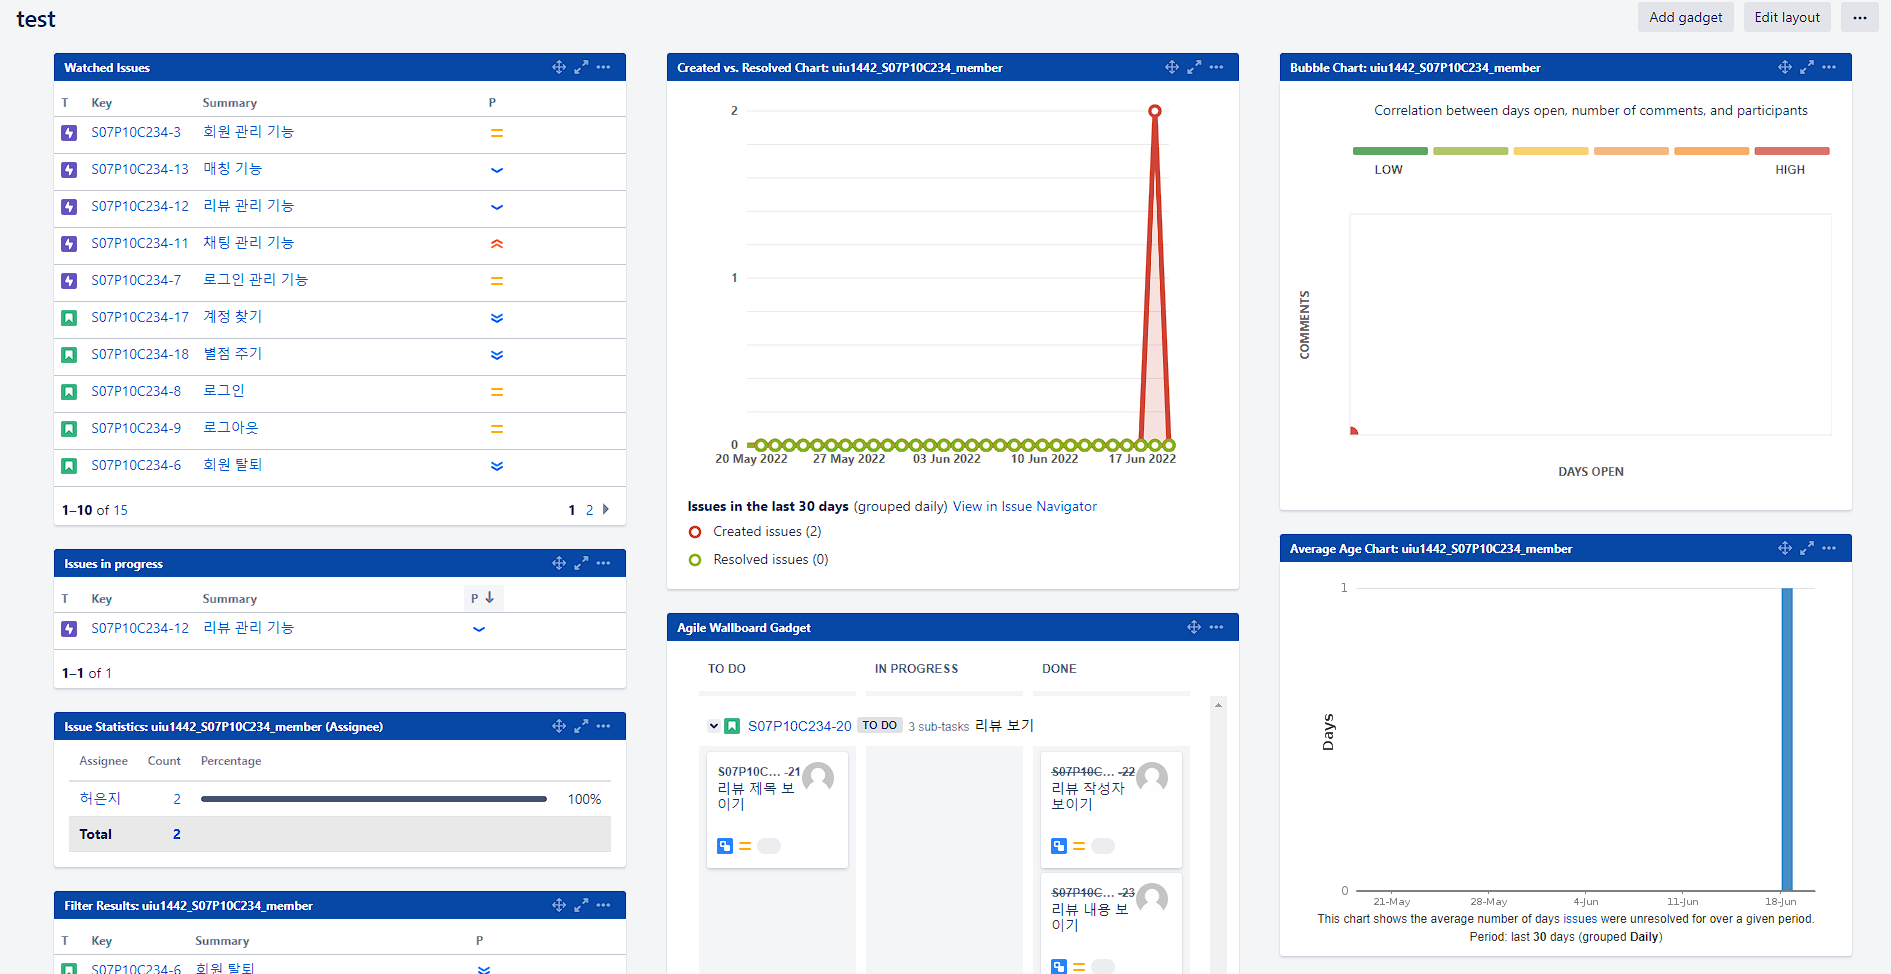 test
Add gadget
Edit layout
Watched Issues
T Key Summary P
S07P10C234-3 회원 관리 기능
S07P10C234-13 매칭 기능
S07P10C234-12 리뷰 관리 기능
S07P10C234-11 채팅 관리 기능
S07P10C234-7 로그인 관리 기능
S07P10C234-17 계정 찾기
S07P10C234-18 별점 주기
S07P10C234-8 로그인
S07P10C234-9 로그아웃
S07P10C234-6 회원 탈퇴
1–10 of 15 1 2
Issues in progress
T Key Summary P
S07P10C234-12 리뷰 관리 기능
1–1 of 1
Issue Statistics: uiu1442_S07P10C234_member (Assignee)
Assignee Count Percentage
허은지 2 100%
Total 2
Filter Results: uiu1442_S07P10C234_member
T Key Summary P
S07P10C234-6 회원 탈퇴
Created vs. Resolved Chart: uiu1442_S07P10C234_member
2
1
0
20 May 2022 27 May 2022 03 Jun 2022 10 Jun 2022 17 Jun 2022
Issues in the last 30 days (grouped daily) View in Issue Navigator
Created issues (2)
Resolved issues (0)
Agile Wallboard Gadget
TO DO IN PROGRESS DONE
S07P10C234-20 TO DO 3 sub-tasks 리뷰 보기
S07P10C... -21
리뷰 제목 보
이기
S07P10C... -22
리뷰 작성자
보이기
S07P10C... -23
리뷰 내용 보
이기
Bubble Chart: uiu1442_S07P10C234_member
Correlation between days open, number of comments, and participants
LOW HIGH
COMMENTS
DAYS OPEN
Average Age Chart: uiu1442_S07P10C234_member
1
Days
0
21-May 28-May 4-Jun 11-Jun 18-Jun
This chart shows the average number of days issues were unresolved for over a given period.
Period: last 30 days (grouped Daily)